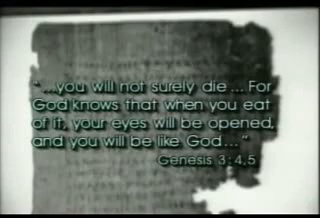 “...you will not surely die ... For
God knows that when you eat
of it, your eyes will be opened,
and you will be like God ...”
Genesis 3:4,5